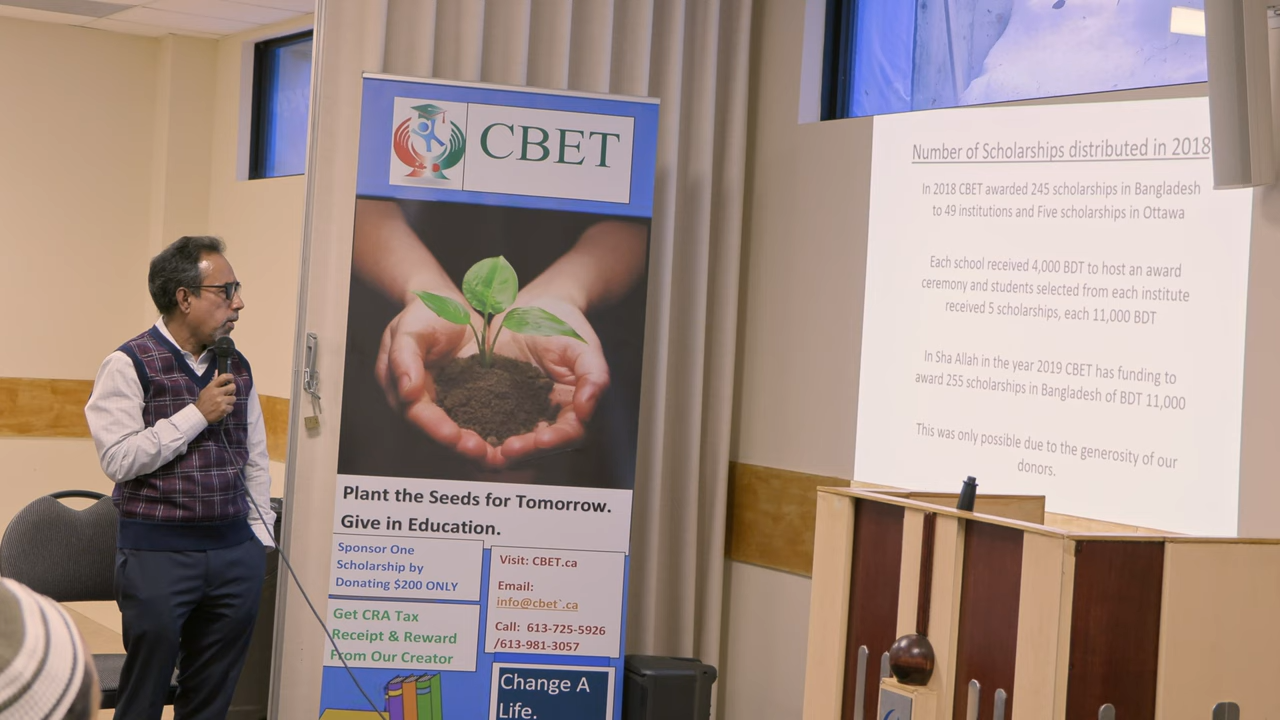 CBET
Plant the Seeds for Tomorrow.
Give in Education.
Sponsor One
Scholarship by
Donating $200 ONLY
Get CRA Tax
Receipt & Reward
From Our Creator
Visit: CBET.ca
Email:
info@cbet`.ca
Call: 613-725-5926
/613-981-3057
Change A
Life.
Number of Scholarships distributed in 2018
In 2018 CBET awarded 245 scholarships in Bangladesh
to 49 institutions and Five scholarships in Ottawa
Each school received 4,000 BDT to host an award
ceremony and students selected from each institute
received 5 scholarships, each 11,000 BDT
In Sha Allah in the year 2019 CBET has funding to
award 255 scholarships in Bangladesh of BDT 11,000
This was only possible due to the generosity of our
donors.